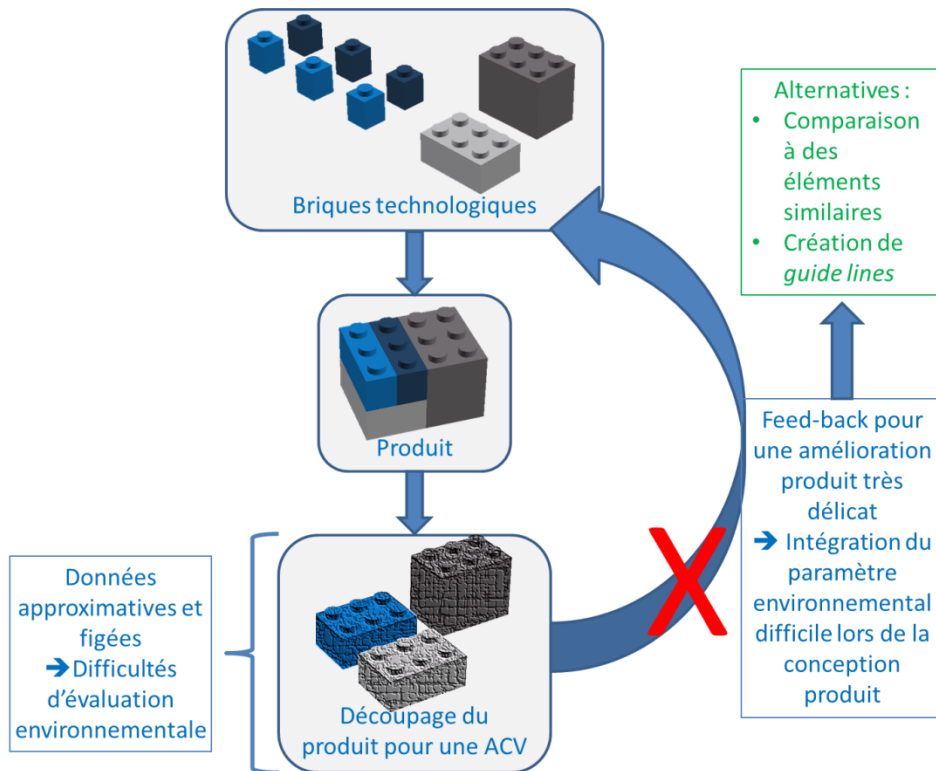 Briques technologiques
Produit
Découpage du
produit pour une ACV
Données
approximatives et
figées
➔ Difficultés
d’évaluation
environnementale
X
Feed-back pour
une amélioration
produit très
délicat
➔ Intégration du
paramètre
environnemental
difficile lors de la
conception
produit
Alternatives :
• Comparaison
à des
éléments
similaires
• Création de
guide lines